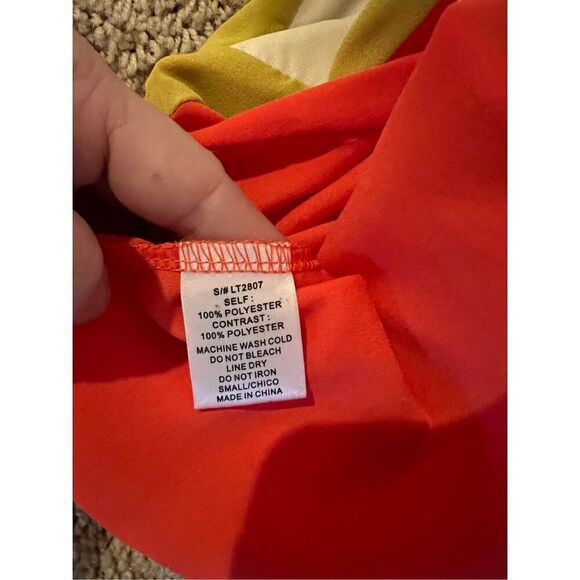 S/# LT2807
SELF :
100% POLYESTER
CONTRAST :
100% POLYESTER
MACHINE WASH COLD
DO NOT BLEACH
LINE DRY
DO NOT IRON
SMALL/CHICO
MADE IN CHINA